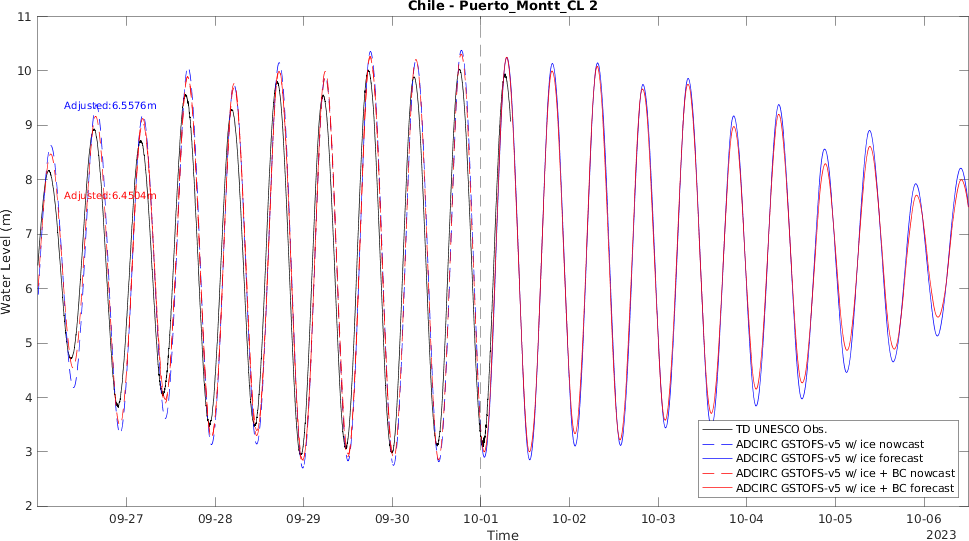 Chile - Puerto_Montt_CL 2
11
10
9
8
7
6
5
4
3
2
Water Level (m)
Adjusted:6.5576m
Adjusted:6.4504m
TD UNESCO Obs.
ADCIRC GSTOFS-v5 w/ ice nowcast
ADCIRC GSTOFS-v5 w/ ice forecast
ADCIRC GSTOFS-v5 w/ ice + BC nowcast
ADCIRC GSTOFS-v5 w/ ice + BC forecast
09-27 09-28 09-29 09-30 10-01 10-02 10-03 10-04 10-05 10-06
Time
2023